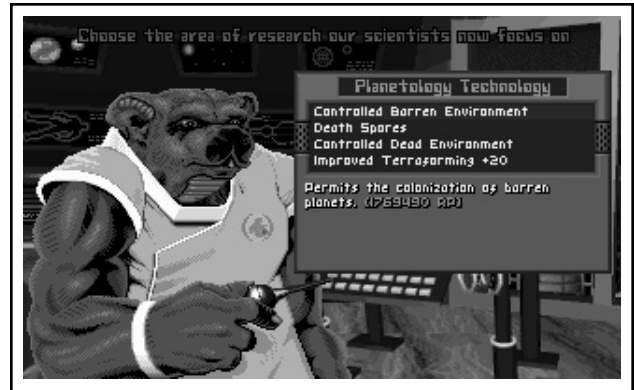 Choose the area of research our scientists now focus on
Planetology Technology
Controlled Barren Environment
Death Spores
Controlled Dead Environment
Improved Terraforming +20
Permits the colonization of barren
planets. (1769490 RP)